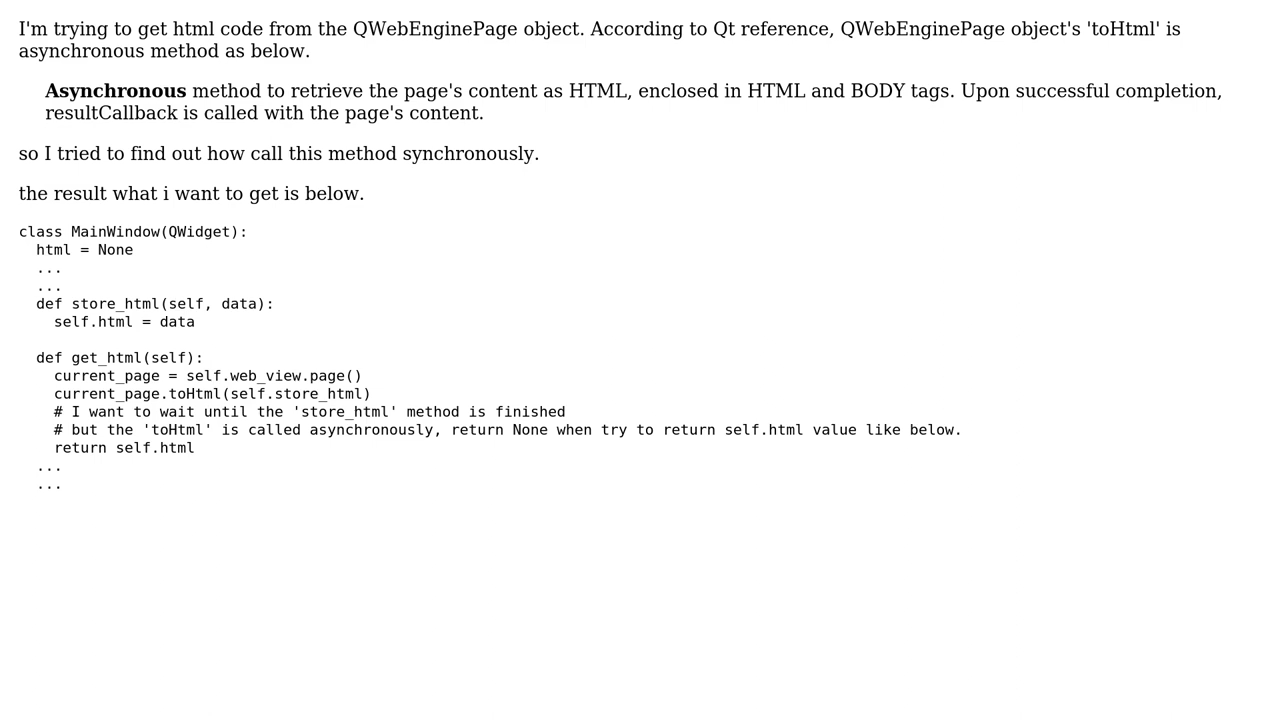 I'm trying to get html code from the QWebEnginePage object. According to Qt reference, QWebEnginePage object's 'toHtml' is
asynchronous method as below.
Asynchronous method to retrieve the page's content as HTML, enclosed in HTML and BODY tags. Upon successful completion,
resultCallback is called with the page's content.
so I tried to find out how call this method synchronously.
the result what i want to get is below.
class MainWindow(QWidget):
  html = None
  ...
  ...
  def store_html(self, data):
    self.html = data

  def get_html(self):
    current_page = self.web_view.page()
    current_page.toHtml(self.store_html)
    # I want to wait until the 'store_html' method is finished
    # but the 'toHtml' is called asynchronously, return None when try to return self.html value like below.
    return self.html
  ...
  ...